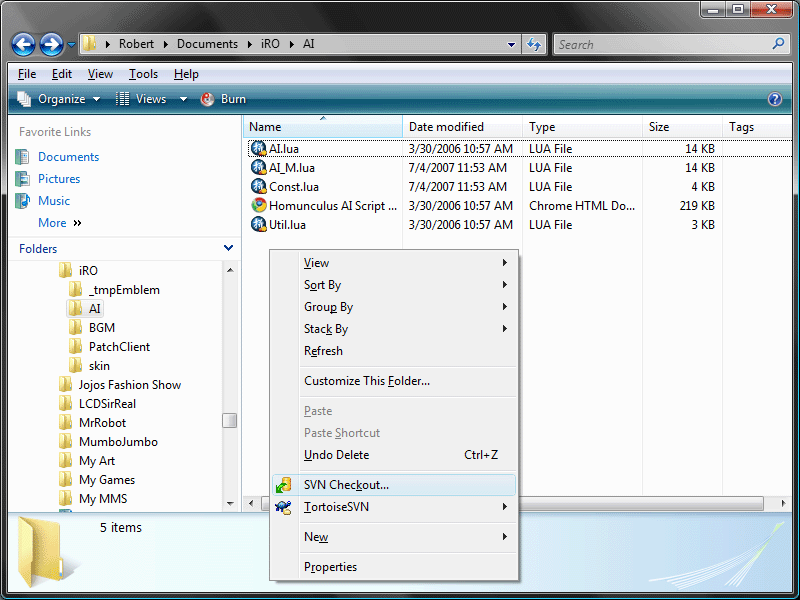 Robert Documents iRO AI Search
File Edit View Tools Help
Organize Views Burn
Favorite Links
Documents
Pictures
Music
More »
Folders
iRO
_tmpEmblem
AI
BGM
PatchClient
skin
Jojos Fashion Show
LCDSirReal
MrRobot
MumboJumbo
My Art
My Games
My MMS
Name Date modified Type Size Tags
AI.lua 3/30/2006 10:57 AM LUA File 14 KB
AI_M.lua 7/4/2007 11:53 AM LUA File 14 KB
Const.lua 7/4/2007 11:53 AM LUA File 4 KB
Homunculus AI Script ... 3/30/2006 10:57 AM Chrome HTML Do... 219 KB
Util.lua 3/30/2006 10:57 AM LUA File 3 KB
View
Sort By
Group By
Stack By
Refresh
Customize This Folder...
Paste
Paste Shortcut
Undo Delete Ctrl+Z
SVN Checkout...
TortoiseSVN
New
Properties
5 items